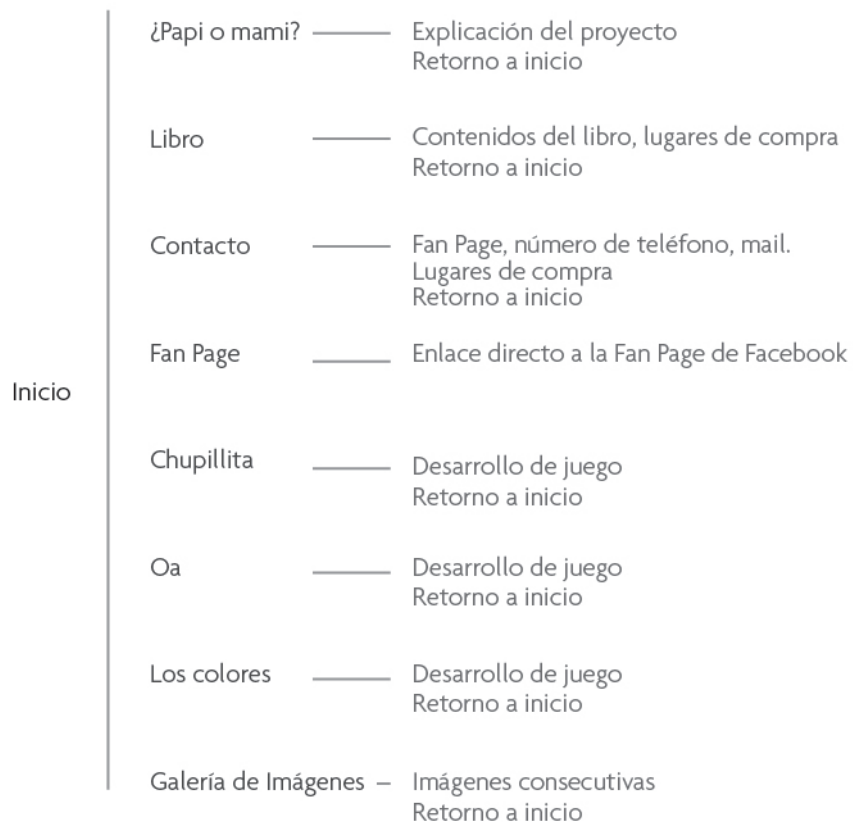 ¿Papi o mami? Explicación del proyecto
Retorno a inicio
Libro Contenidos del libro, lugares de compra
Retorno a inicio
Contacto Fan Page, número de teléfono, mail.
Lugares de compra
Retorno a inicio
Fan Page Enlace directo a la Fan Page de Facebook
Inicio
Chupillita Desarrollo de juego
Retorno a inicio
Oa Desarrollo de juego
Retorno a inicio
Los colores Desarrollo de juego
Retorno a inicio
Galería de Imágenes Imágenes consecutivas
Retorno a inicio